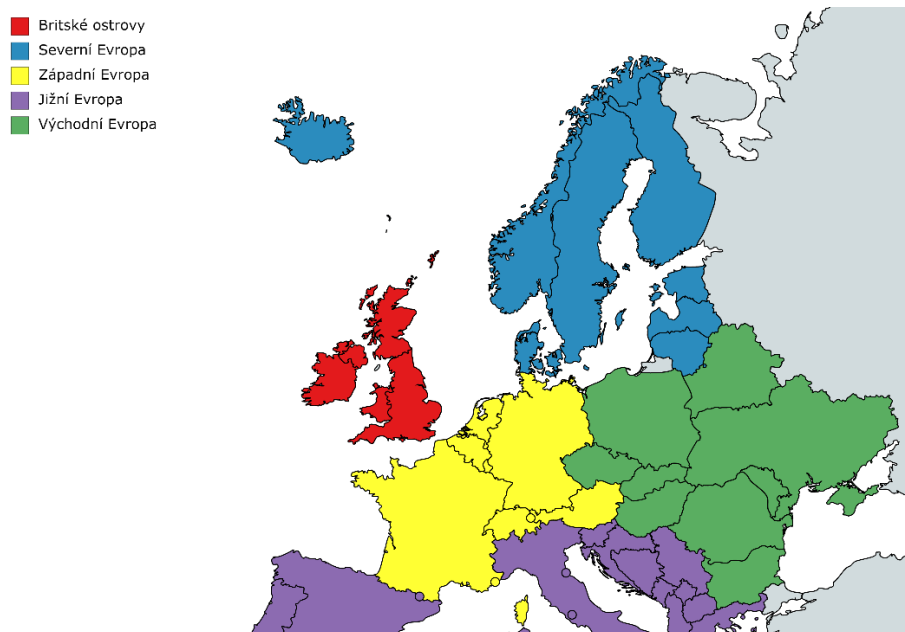 Britské ostrovy
Severní Evropa
Západní Evropa
Jižní Evropa
Východní Evropa